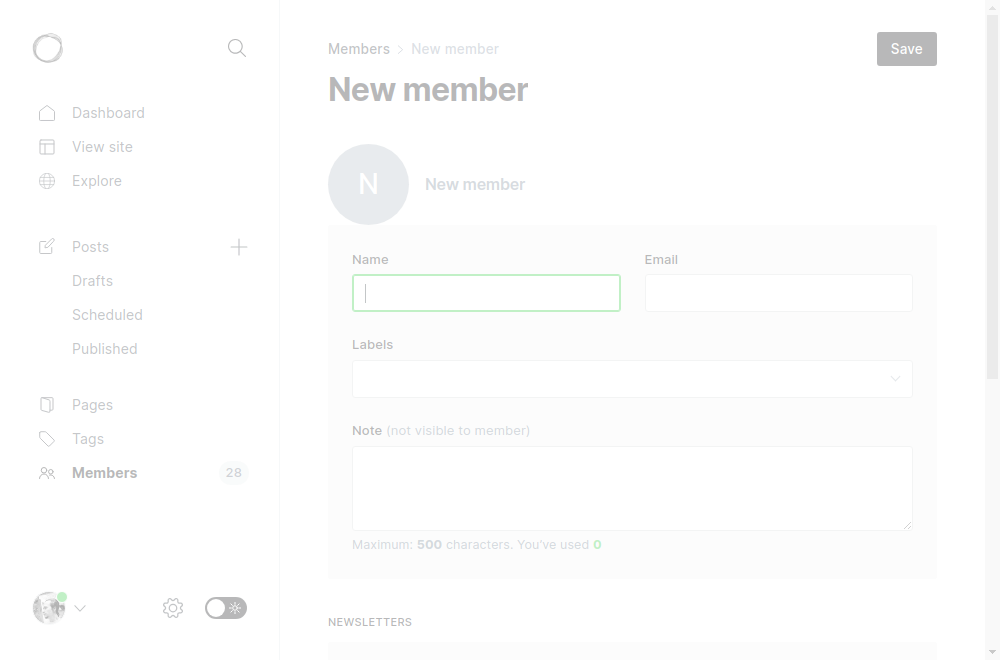 Dashboard
View site
Explore
Posts
Drafts
Scheduled
Published
Pages
Tags
Members 28
Members New member
Save
New member
N
New member
Name Email
Labels
Note (not visible to member)
Maximum: 500 characters. You've used 0
NEWSLETTERS